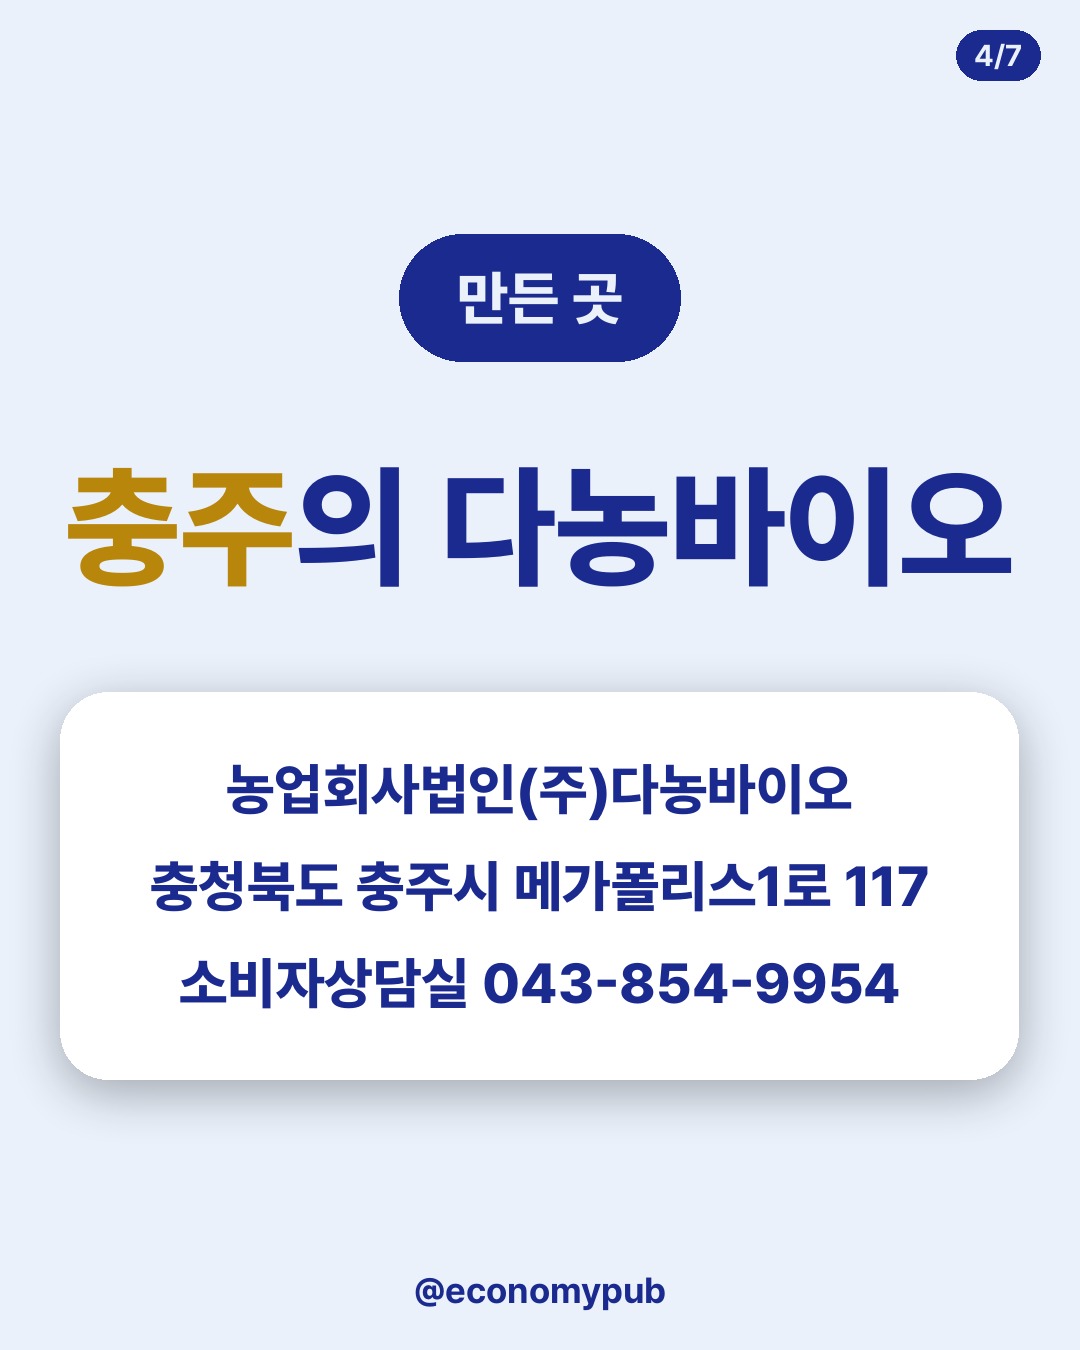 4/7
만든 곳
충주의 다농바이오
농업회사법인(주)다농바이오
충청북도 충주시 메가폴리스1로 117
소비자상담실 043-854-9954
@economypub